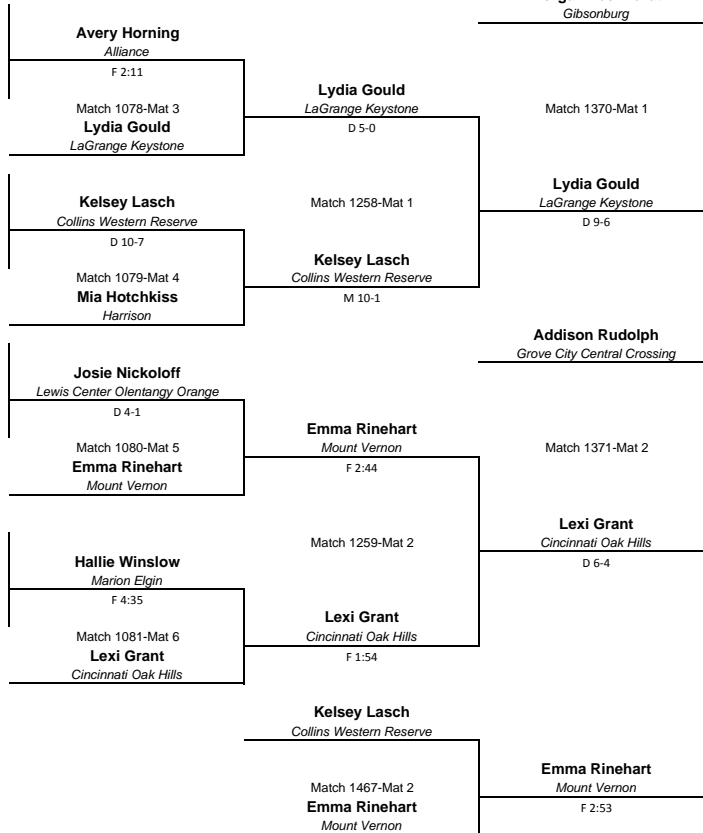 Gibsonburg
Avery Horning
Alliance
F 2:11
Lydia Gould
Match 1078-Mat 3
LaGrange Keystone
Match 1370-Mat 1
Lydia Gould
D 5-0
LaGrange Keystone
Lydia Gould
Kelsey Lasch
Match 1258-Mat 1
LaGrange Keystone
Collins Western Reserve
D 9-6
D 10-7
Kelsey Lasch
Match 1079-Mat 4
Collins Western Reserve
Mia Hotchkiss
M 10-1
Harrison
Addison Rudolph
Grove City Central Crossing
Josie Nickoloff
Lewis Center Olentangy Orange
D 4-1
Emma Rinehart
Match 1080-Mat 5
Mount Vernon
Match 1371-Mat 2
Emma Rinehart
F 2:44
Mount Vernon
Lexi Grant
Match 1259-Mat 2
Cincinnati Oak Hills
Hallie Winslow
D 6-4
Marion Elgin
F 4:35
Lexi Grant
Match 1081-Mat 6
Cincinnati Oak Hills
Lexi Grant
F 1:54
Cincinnati Oak Hills
Kelsey Lasch
Collins Western Reserve
Emma Rinehart
Match 1467-Mat 2
Mount Vernon
Emma Rinehart
F 2:53
Mount Vernon